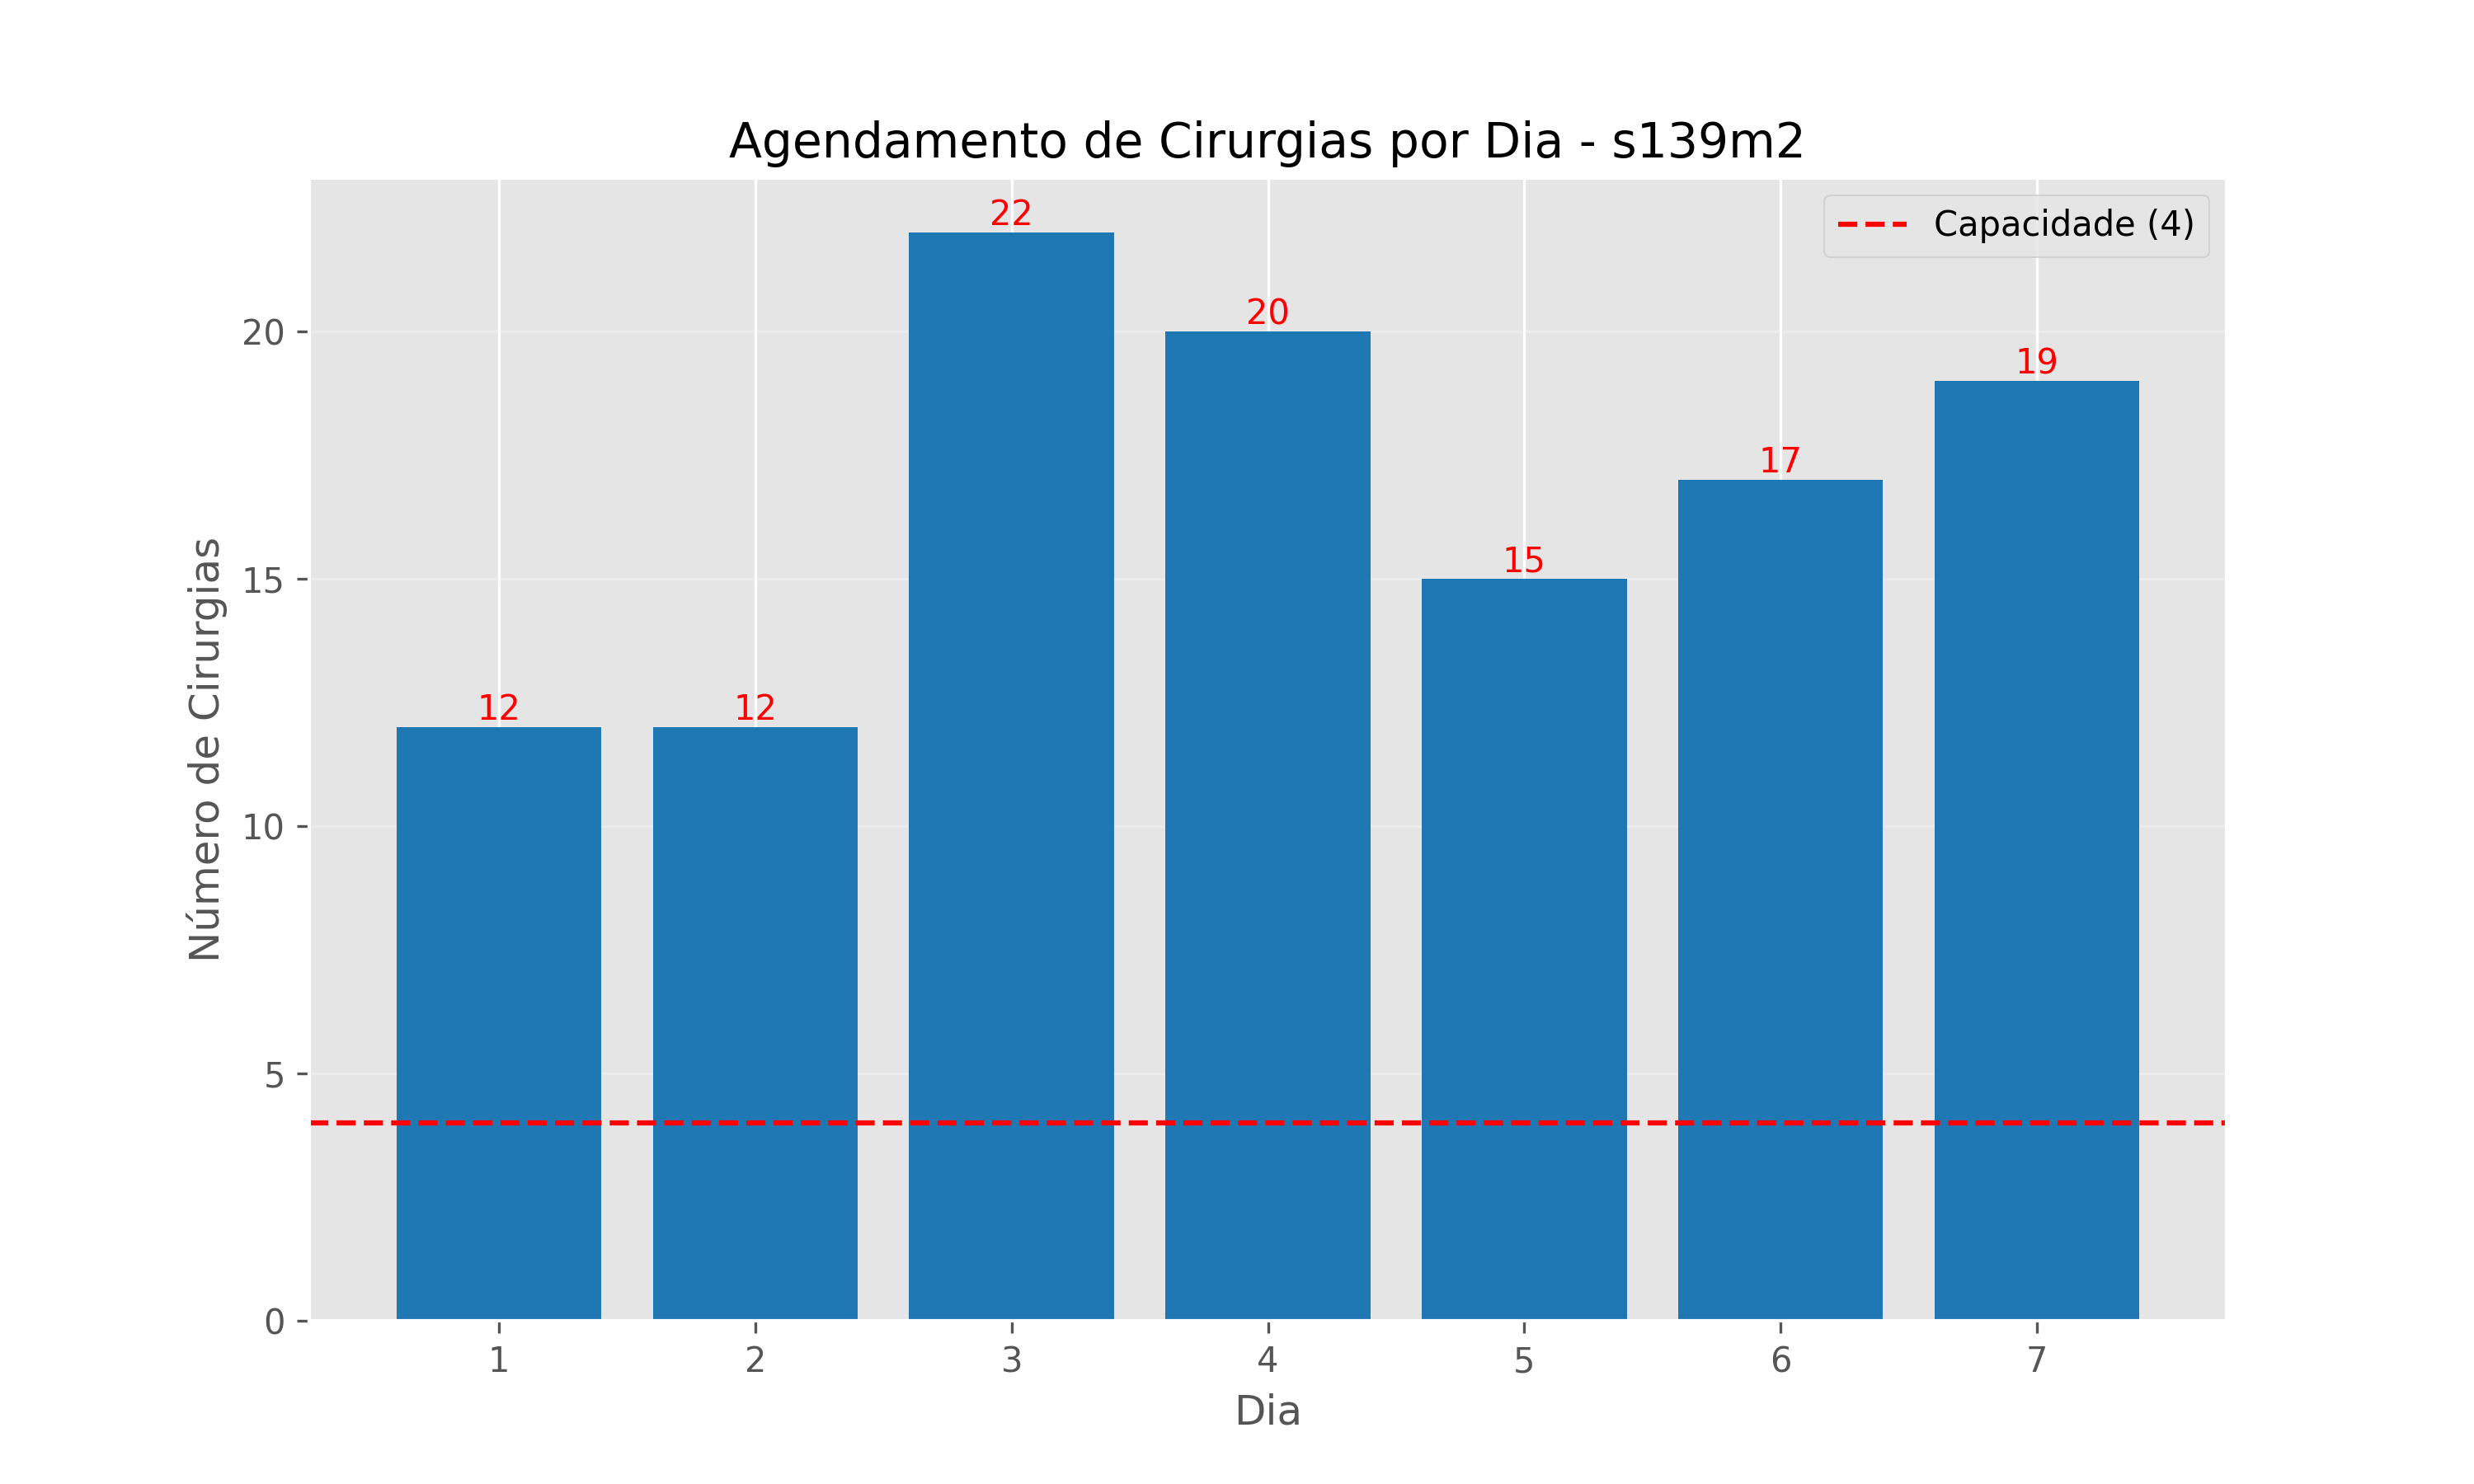 Agendamento de Cirurgias por Dia - s139m2
Capacidade (4)
22
20
19
17
15
12
12
Número de Cirurgias
20
15
10
5
0
1 2 3 4 5 6 7
Dia